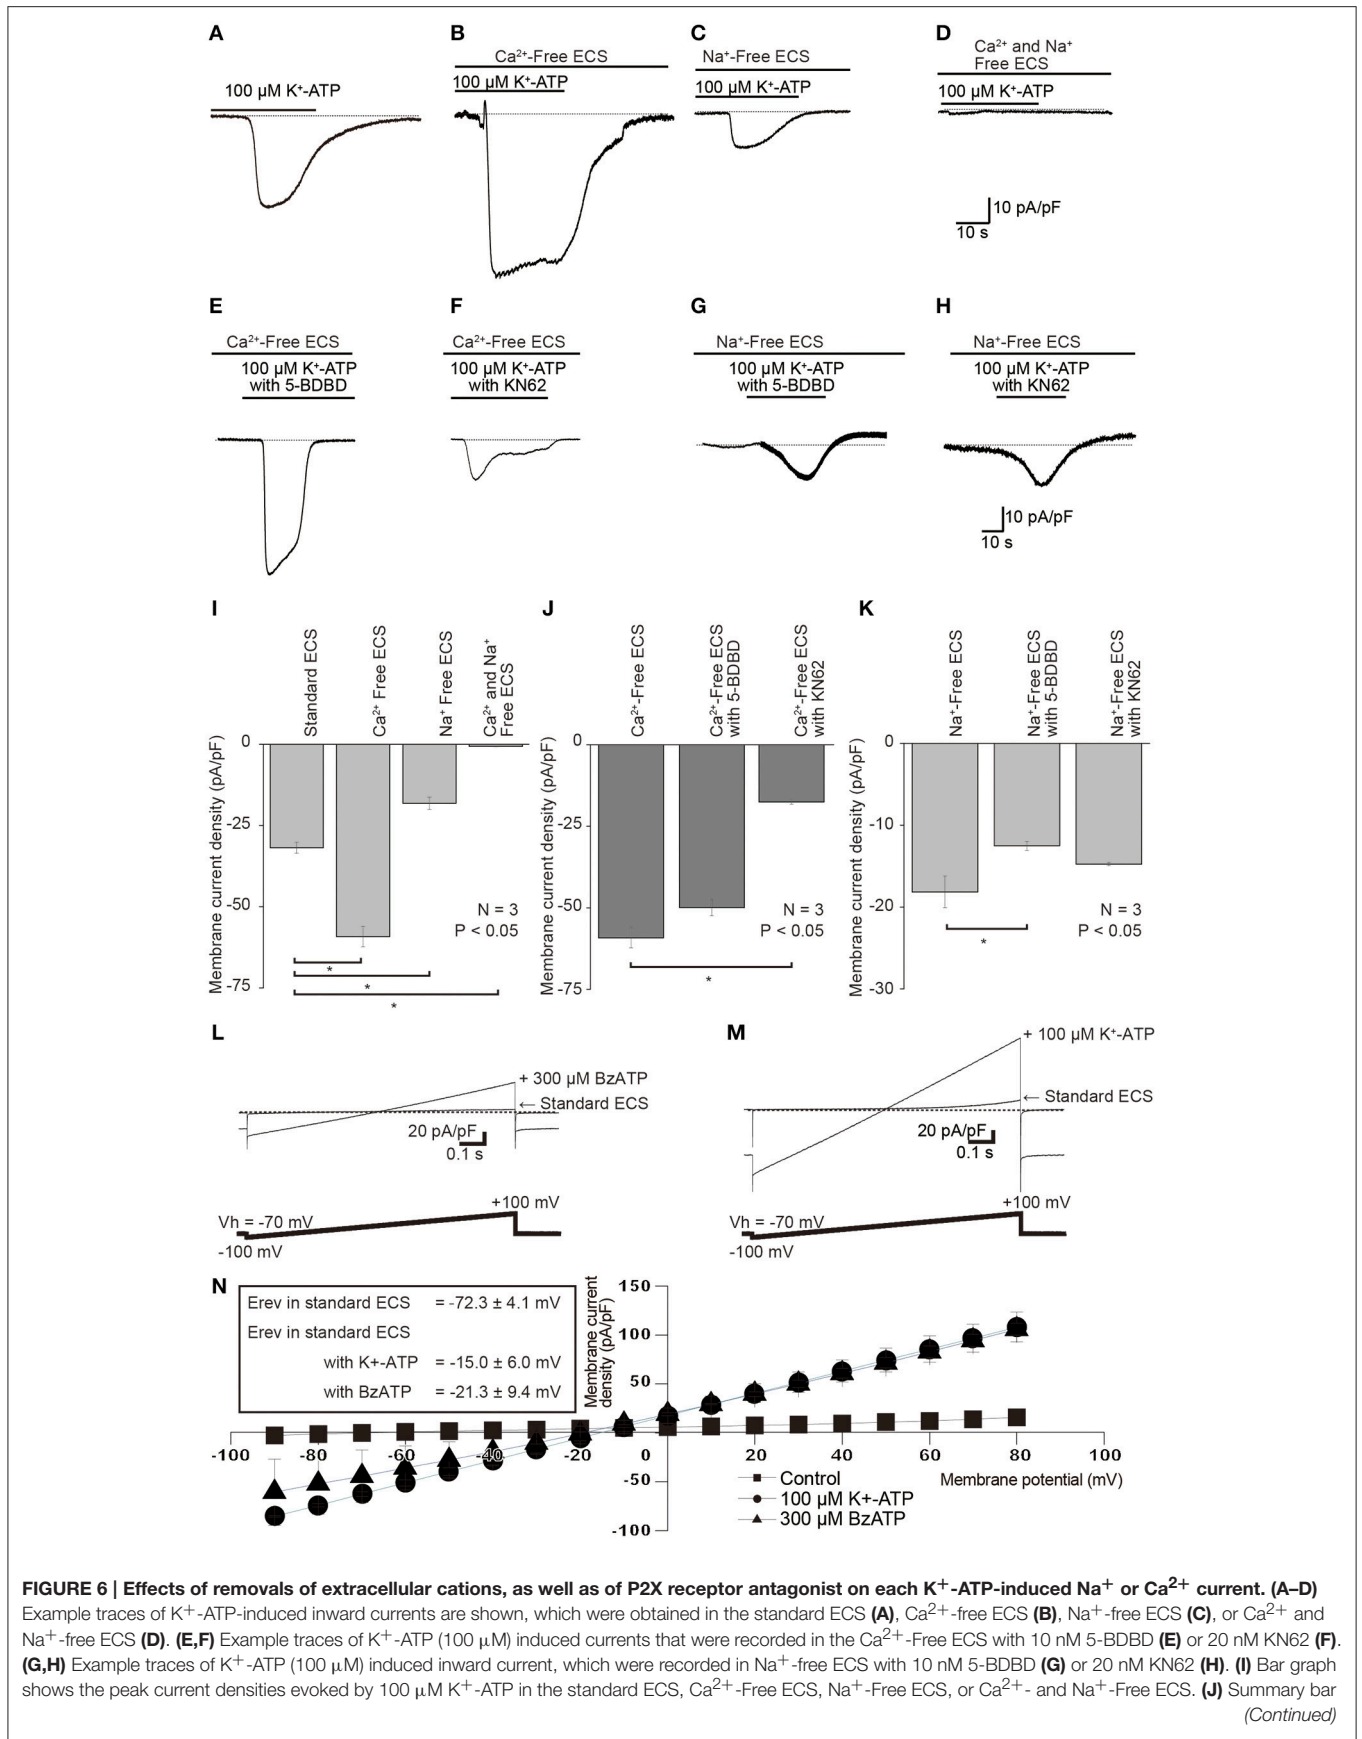 A
100 µM K⁺-ATP
B
Ca²⁺-Free ECS
100 µM K⁺-ATP
C
Na⁺-Free ECS
100 µM K⁺-ATP
D
Ca²⁺ and Na⁺
Free ECS
100 µM K⁺-ATP
10 pA/pF
10 s
E
Ca²⁺-Free ECS
100 µM K⁺-ATP
with 5-BDBD
F
Ca²⁺-Free ECS
100 µM K⁺-ATP
with KN62
G
Na⁺-Free ECS
100 µM K⁺-ATP
with 5-BDBD
H
Na⁺-Free ECS
100 µM K⁺-ATP
with KN62
10 pA/pF
10 s
I
Standard ECS
Ca²⁺ Free ECS
Na⁺ Free ECS
Ca²⁺ and Na⁺
Free ECS
Membrane current density (pA/pF)
0
-25
-50
-75
N = 3
P < 0.05
*
*
*
J
Ca²⁺-Free ECS
Ca²⁺-Free ECS
with 5-BDBD
Ca²⁺-Free ECS
with KN62
Membrane current density (pA/pF)
0
-25
-50
-75
N = 3
P < 0.05
*
K
Na⁺-Free ECS
Na⁺-Free ECS
with 5-BDBD
Na⁺-Free ECS
with KN62
Membrane current density (pA/pF)
0
-10
-20
-30
N = 3
P < 0.05
*
L
+ 300 µM BzATP
← Standard ECS
20 pA/pF
0.1 s
+100 mV
Vh = -70 mV
-100 mV
M
+ 100 µM K⁺-ATP
← Standard ECS
20 pA/pF
0.1 s
+100 mV
Vh = -70 mV
-100 mV
N
Erev in standard ECS = -72.3 ± 4.1 mV
Erev in standard ECS
with K+-ATP = -15.0 ± 6.0 mV
with BzATP = -21.3 ± 9.4 mV
Membrane current
density (pA/pF)
150
100
50
-50
-100
-100 -80 -60 -40 -20 0 20 40 60 80 100
Membrane potential (mV)
Control
100 µM K+-ATP
300 µM BzATP
FIGURE 6 | Effects of removals of extracellular cations, as well as of P2X receptor antagonist on each K⁺-ATP-induced Na⁺ or Ca²⁺ current. (A–D)
Example traces of K⁺-ATP-induced inward currents are shown, which were obtained in the standard ECS (A), Ca²⁺-free ECS (B), Na⁺-free ECS (C), or Ca²⁺ and
Na⁺-free ECS (D). (E,F) Example traces of K⁺-ATP (100 µM) induced currents that were recorded in the Ca²⁺-Free ECS with 10 nM 5-BDBD (E) or 20 nM KN62 (F).
(G,H) Example traces of K⁺-ATP (100 µM) induced inward current, which were recorded in Na⁺-free ECS with 10 nM 5-BDBD (G) or 20 nM KN62 (H). (I) Bar graph
shows the peak current densities evoked by 100 µM K⁺-ATP in the standard ECS, Ca²⁺-Free ECS, Na⁺-Free ECS, or Ca²⁺- and Na⁺-Free ECS. (J) Summary bar
(Continued)